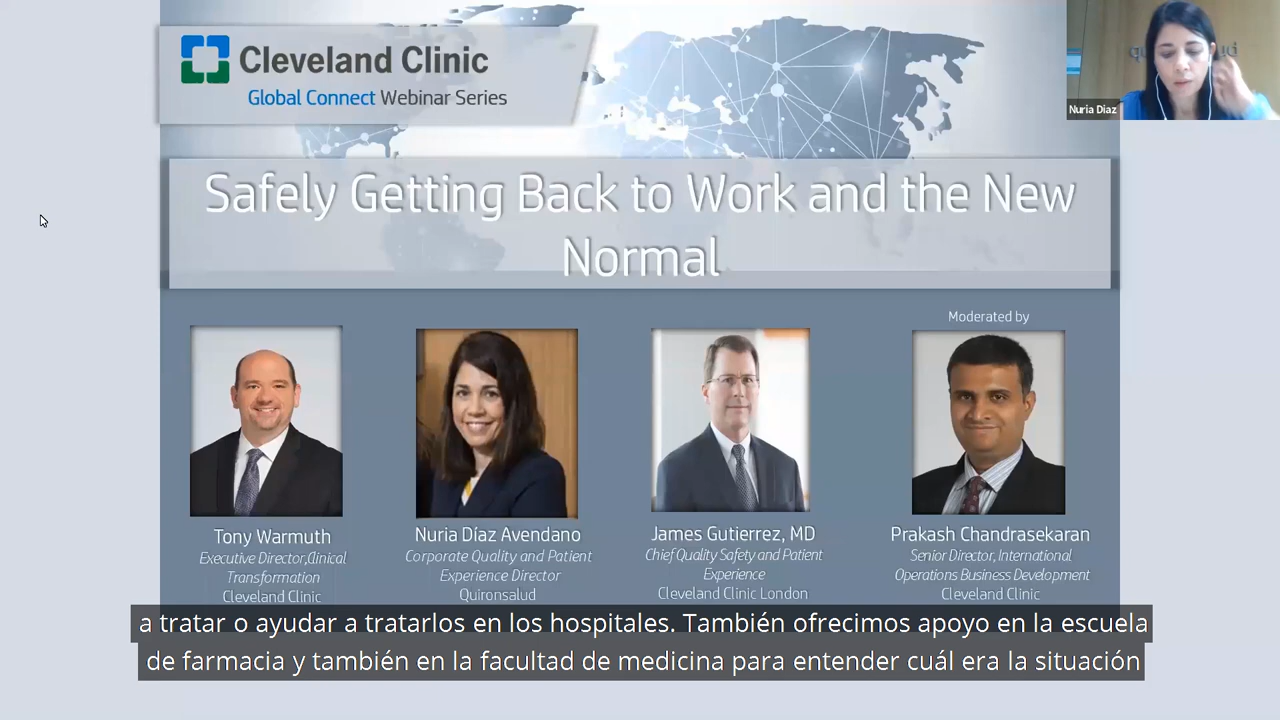 Cleveland Clinic
Global Connect Webinar Series
Nuria Diaz
Safely Getting Back to Work and the New
Normal
Moderated by
Tony Warmuth
Executive Director,Clinical
Transformation
Cleveland Clinic
Nuria Díaz Avendano
Corporate Quality and Patient
Experience Director
Quironsalud
James Gutierrez, MD
Chief Quality Safety and Patient
Experience
Cleveland Clinic London
Prakash Chandrasekaran
Senior Director, International
Operations Business Development
Cleveland Clinic
a tratar o ayudar a tratarlos en los hospitales. También ofrecimos apoyo en la escuela
de farmacia y también en la facultad de medicina para entender cuál era la situación